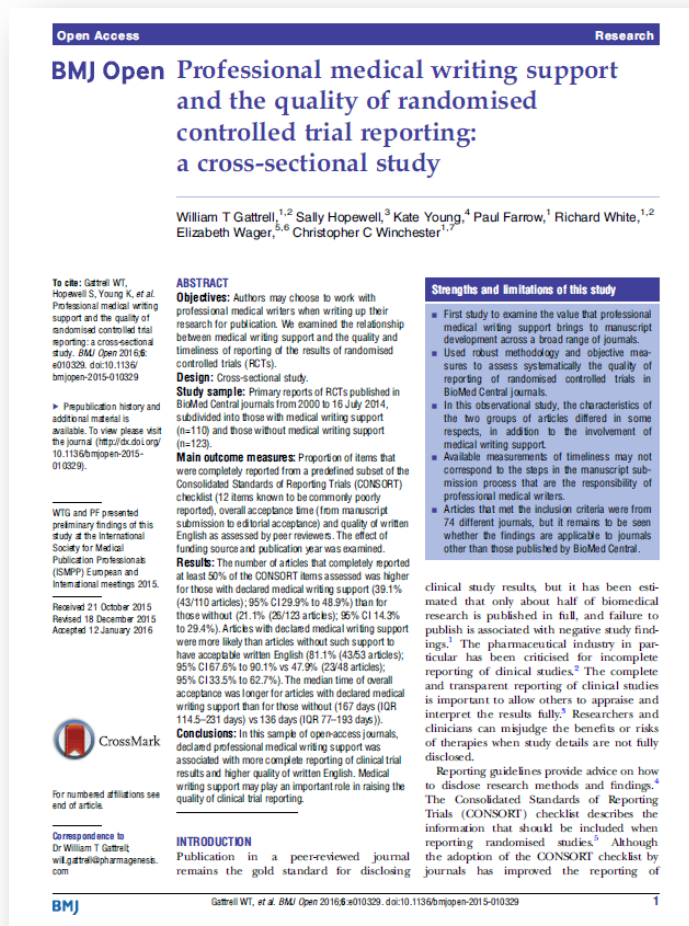 Open Access
Research
BMJ Open
Professional medical writing support
and the quality of randomised
controlled trial reporting:
a cross-sectional study
William T Gattrell,1,2 Sally Hopewell,3 Kate Young,4 Paul Farrow,1 Richard White,1,2
Elizabeth Wager,5,6 Christopher C Winchester1,7
To cite: Gattrell WT,
Hopewell S, Young K, et al.
Professional medical writing
support and the quality of
randomised controlled trial
reporting: a cross-sectional
study. BMJ Open 2016;6:
e010329. doi:10.1136/
bmjopen-2015-010329
▸ Prepublication history and
additional material is
available. To view please visit
the journal (http://dx.doi.org/
10.1136/bmjopen-2015-
010329).
WTG and PF presented
preliminary findings of this
study at the International
Society for Medical
Publication Professionals
(ISMPP) European and
International meetings 2015.
Received 21 October 2015
Revised 18 December 2015
Accepted 12 January 2016
CrossMark
For numbered affiliations see
end of article.
Correspondence to
Dr William T Gattrell;
will.gattrell@pharmagenesis.
com
ABSTRACT
Objectives: Authors may choose to work with
professional medical writers when writing up their
research for publication. We examined the relationship
between medical writing support and the quality and
timeliness of reporting of the results of randomised
controlled trials (RCTs).
Design: Cross-sectional study.
Study sample: Primary reports of RCTs published in
BioMed Central journals from 2000 to 16 July 2014,
subdivided into those with medical writing support
(n=110) and those without medical writing support
(n=123).
Main outcome measures: Proportion of items that
were completely reported from a predefined subset of the
Consolidated Standards of Reporting Trials (CONSORT)
checklist (12 items known to be commonly poorly
reported), overall acceptance time (from manuscript
submission to editorial acceptance) and quality of written
English as assessed by peer reviewers. The effect of
funding source and publication year was examined.
Results: The number of articles that completely reported
at least 50% of the CONSORT items assessed was higher
for those with declared medical writing support (39.1%
(43/110 articles); 95% CI 29.9% to 48.9%) than for
those without (21.1% (26/123 articles); 95% CI 14.3%
to 29.4%). Articles with declared medical writing support
were more likely than articles without such support to
have acceptable written English (81.1% (43/53 articles);
95% CI 67.6% to 90.1% vs 47.9% (23/48 articles);
95% CI 33.5% to 62.7%). The median time of overall
acceptance was longer for articles with declared medical
writing support than for those without (167 days (IQR
114.5–231 days) vs 136 days (IQR 77–193 days)).
Conclusions: In this sample of open-access journals,
declared professional medical writing support was
associated with more complete reporting of clinical trial
results and higher quality of written English. Medical
writing support may play an important role in raising the
quality of clinical trial reporting.
INTRODUCTION
Publication in a peer-reviewed journal
remains the gold standard for disclosing
Strengths and limitations of this study
▪ First study to examine the value that professional
medical writing support brings to manuscript
development across a broad range of journals.
▪ Used robust methodology and objective mea-
sures to assess systematically the quality of
reporting of randomised controlled trials in
BioMed Central journals.
▪ In this observational study, the characteristics of
the two groups of articles differed in some
respects, in addition to the involvement of
medical writing support.
▪ Available measurements of timeliness may not
correspond to the steps in the manuscript sub-
mission process that are the responsibility of
professional medical writers.
▪ Articles that met the inclusion criteria were from
74 different journals, but it remains to be seen
whether the findings are applicable to journals
other than those published by BioMed Central.
clinical study results, but it has been esti-
mated that only about half of biomedical
research is published in full, and failure to
publish is associated with negative study find-
ings.1 The pharmaceutical industry in par-
ticular has been criticised for incomplete
reporting of clinical studies.2 The complete
and transparent reporting of clinical studies
is important to allow others to appraise and
interpret the results fully.3 Researchers and
clinicians can misjudge the benefits or risks
of therapies when study details are not fully
disclosed.
Reporting guidelines provide advice on how
to disclose research methods and findings.4
The Consolidated Standards of Reporting
Trials (CONSORT) checklist describes the
information that should be included when
reporting randomised studies.5 Although
the adoption of the CONSORT checklist by
journals has improved the reporting of
BMJ
Gattrell WT, et al. BMJ Open 2016;6:e010329. doi:10.1136/bmjopen-2015-010329
1